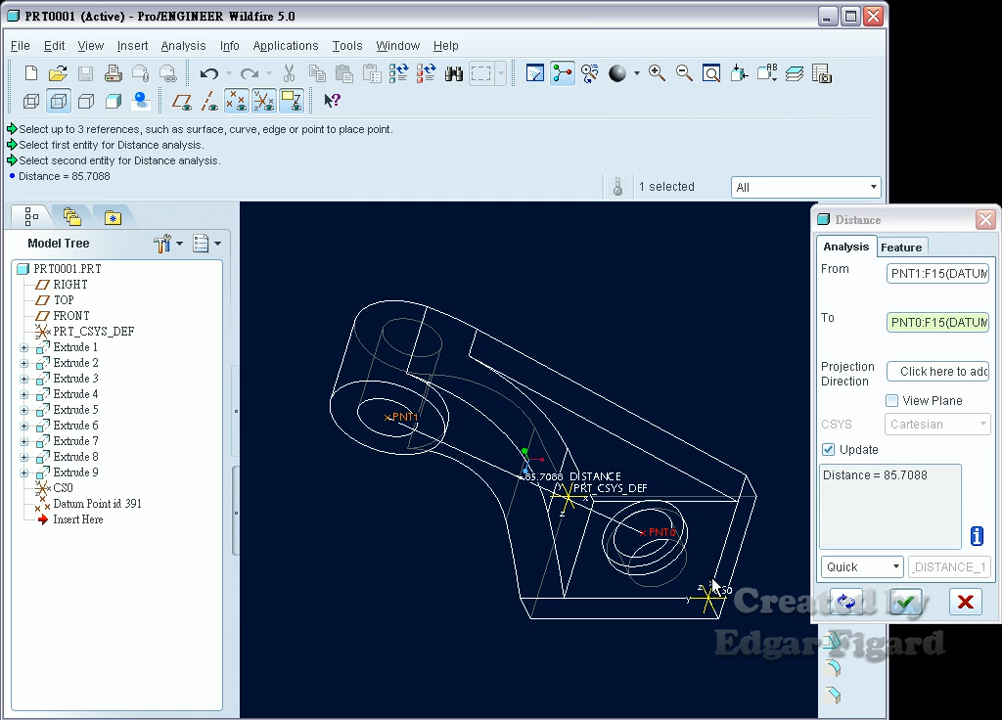 PRT0001 (Active) - Pro/ENGINEER Wildfire 5.0
File Edit View Insert Analysis Info Applications Tools Window Help
Select up to 3 references, such as surface, curve, edge or point to place point.
Select first entity for Distance analysis.
Select second entity for Distance analysis.
Distance = 85.7088
1 selected
All
Model Tree
PRT0001.PRT
RIGHT
TOP
FRONT
PRT_CSYS_DEF
Extrude 1
Extrude 2
Extrude 3
Extrude 4
Extrude 5
Extrude 6
Extrude 7
Extrude 8
Extrude 9
CS0
Datum Point id 391
Insert Here
PNT1
85.7088 DISTANCE
PRT_CSYS_DEF
z
PNT0
z
CS0
y
Distance
Analysis Feature
From PNT1:F15(DATUM
To PNT0:F15(DATUM
Projection Direction Click here to add
View Plane
CSYS Cartesian
Update
Distance = 85.7088
Quick _DISTANCE_1
Created by
Edgar Figard